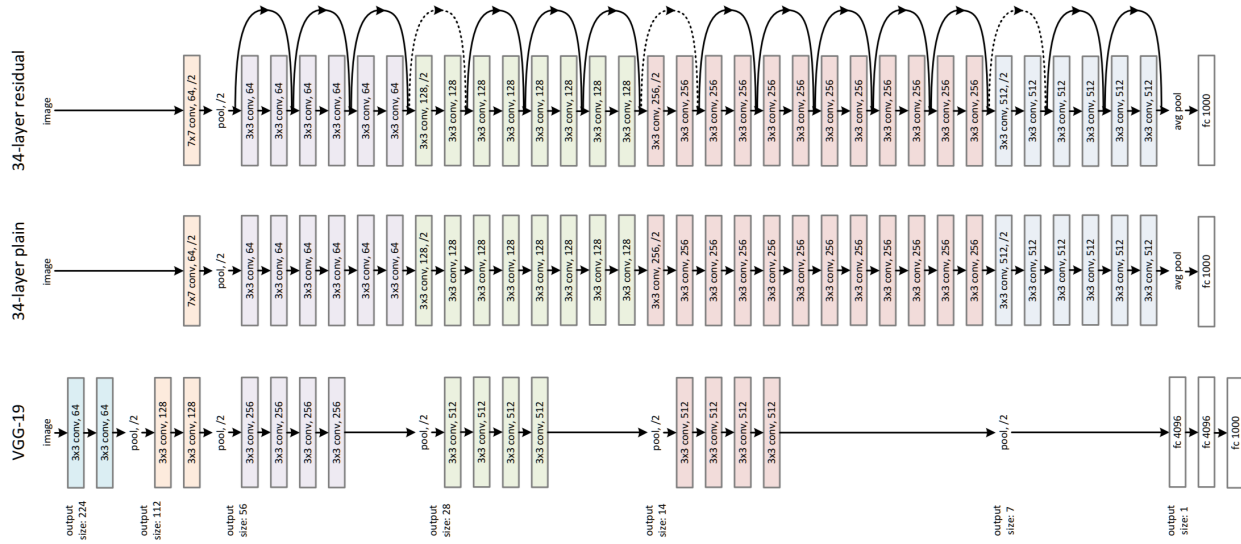 VGG-19
34-layer plain
34-layer residual
output
size: 224
output
size: 112
output
size: 56
output
size: 28
output
size: 14
output
size: 7
output
size: 1
image
3x3 conv, 64
3x3 conv, 64
pool, /2
3x3 conv, 128
3x3 conv, 128
pool, /2
3x3 conv, 256
3x3 conv, 256
3x3 conv, 256
3x3 conv, 256
pool, /2
3x3 conv, 512
3x3 conv, 512
3x3 conv, 512
3x3 conv, 512
pool, /2
3x3 conv, 512
3x3 conv, 512
3x3 conv, 512
3x3 conv, 512
pool, /2
fc 4096
fc 4096
fc 1000
image
7x7 conv, 64, /2
pool, /2
3x3 conv, 64
3x3 conv, 64
3x3 conv, 64
3x3 conv, 64
3x3 conv, 64
3x3 conv, 64
3x3 conv, 128, /2
3x3 conv, 128
3x3 conv, 128
3x3 conv, 128
3x3 conv, 128
3x3 conv, 128
3x3 conv, 128
3x3 conv, 128
3x3 conv, 256, /2
3x3 conv, 256
3x3 conv, 256
3x3 conv, 256
3x3 conv, 256
3x3 conv, 256
3x3 conv, 256
3x3 conv, 256
3x3 conv, 256
3x3 conv, 256
3x3 conv, 256
3x3 conv, 256
3x3 conv, 512, /2
3x3 conv, 512
3x3 conv, 512
3x3 conv, 512
3x3 conv, 512
3x3 conv, 512
avg pool
fc 1000
image
7x7 conv, 64, /2
pool, /2
3x3 conv, 64
3x3 conv, 64
3x3 conv, 64
3x3 conv, 64
3x3 conv, 64
3x3 conv, 64
3x3 conv, 128, /2
3x3 conv, 128
3x3 conv, 128
3x3 conv, 128
3x3 conv, 128
3x3 conv, 128
3x3 conv, 128
3x3 conv, 128
3x3 conv, 256, /2
3x3 conv, 256
3x3 conv, 256
3x3 conv, 256
3x3 conv, 256
3x3 conv, 256
3x3 conv, 256
3x3 conv, 256
3x3 conv, 256
3x3 conv, 256
3x3 conv, 256
3x3 conv, 256
3x3 conv, 512, /2
3x3 conv, 512
3x3 conv, 512
3x3 conv, 512
3x3 conv, 512
3x3 conv, 512
avg pool
fc 1000